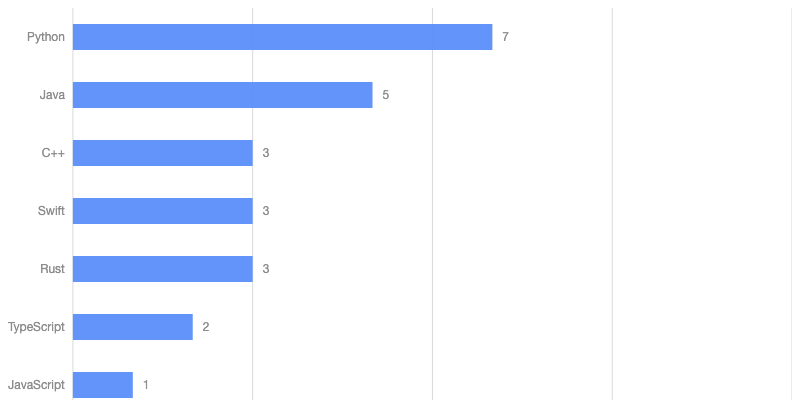 Python 7
Java 5
C++ 3
Swift 3
Rust 3
TypeScript 2
JavaScript 1